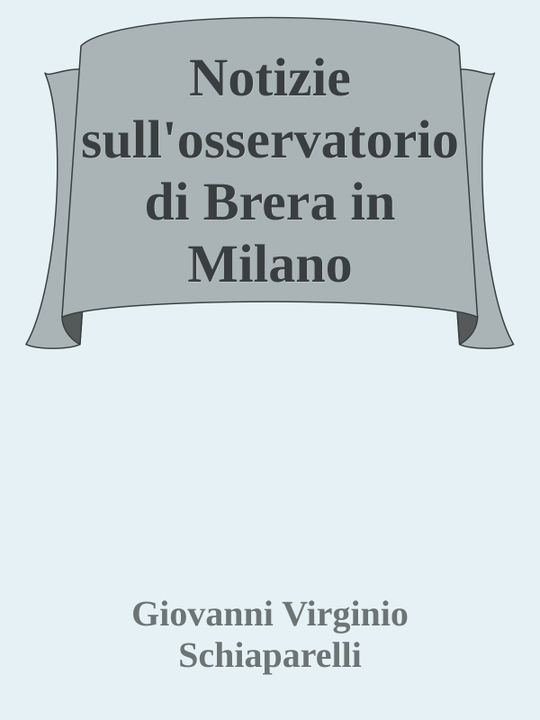 Notizie
sull'osservatorio
di Brera in
Milano
Giovanni Virginio
Schiaparelli